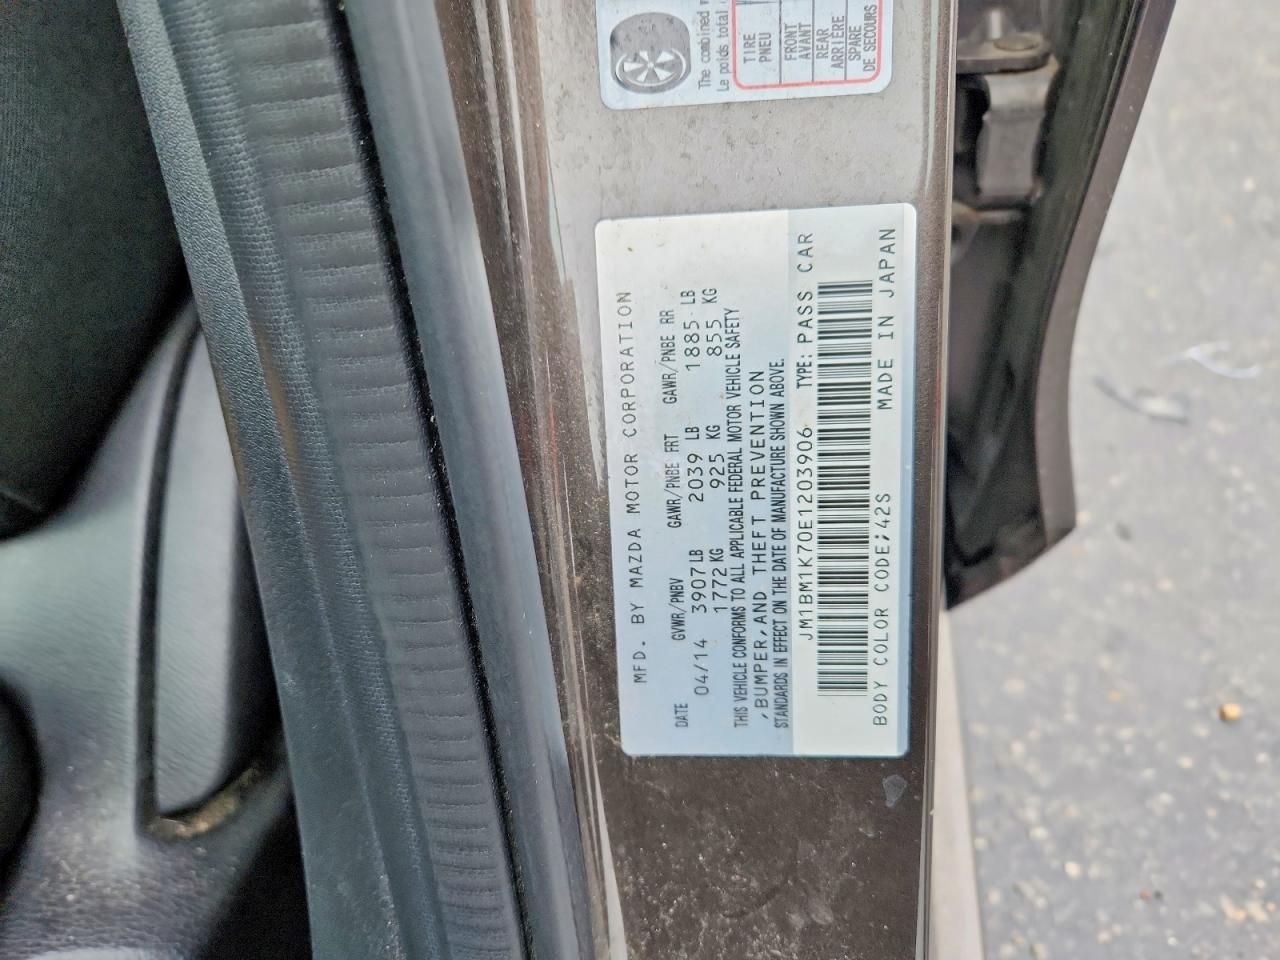 The combined
Le poids total
TIRE
PNEU
FRONT
AVANT
REAR
ARRIÈRE
SPARE
DE SECOURS
MFD. BY MAZDA MOTOR CORPORATION
DATE GVWR/PNBV GAWR/PNBE FRT GAWR/PNBE RR
04/14 3907 LB 2039 LB 1885 LB
1772 KG 925 KG 855 KG
THIS VEHICLE CONFORMS TO ALL APPLICABLE FEDERAL MOTOR VEHICLE SAFETY
,BUMPER, AND THEFT PREVENTION
STANDARDS IN EFFECT ON THE DATE OF MANUFACTURE SHOWN ABOVE.
JM1BM1K70E1203906 TYPE: PASS CAR
BODY COLOR CODE;42S MADE IN JAPAN